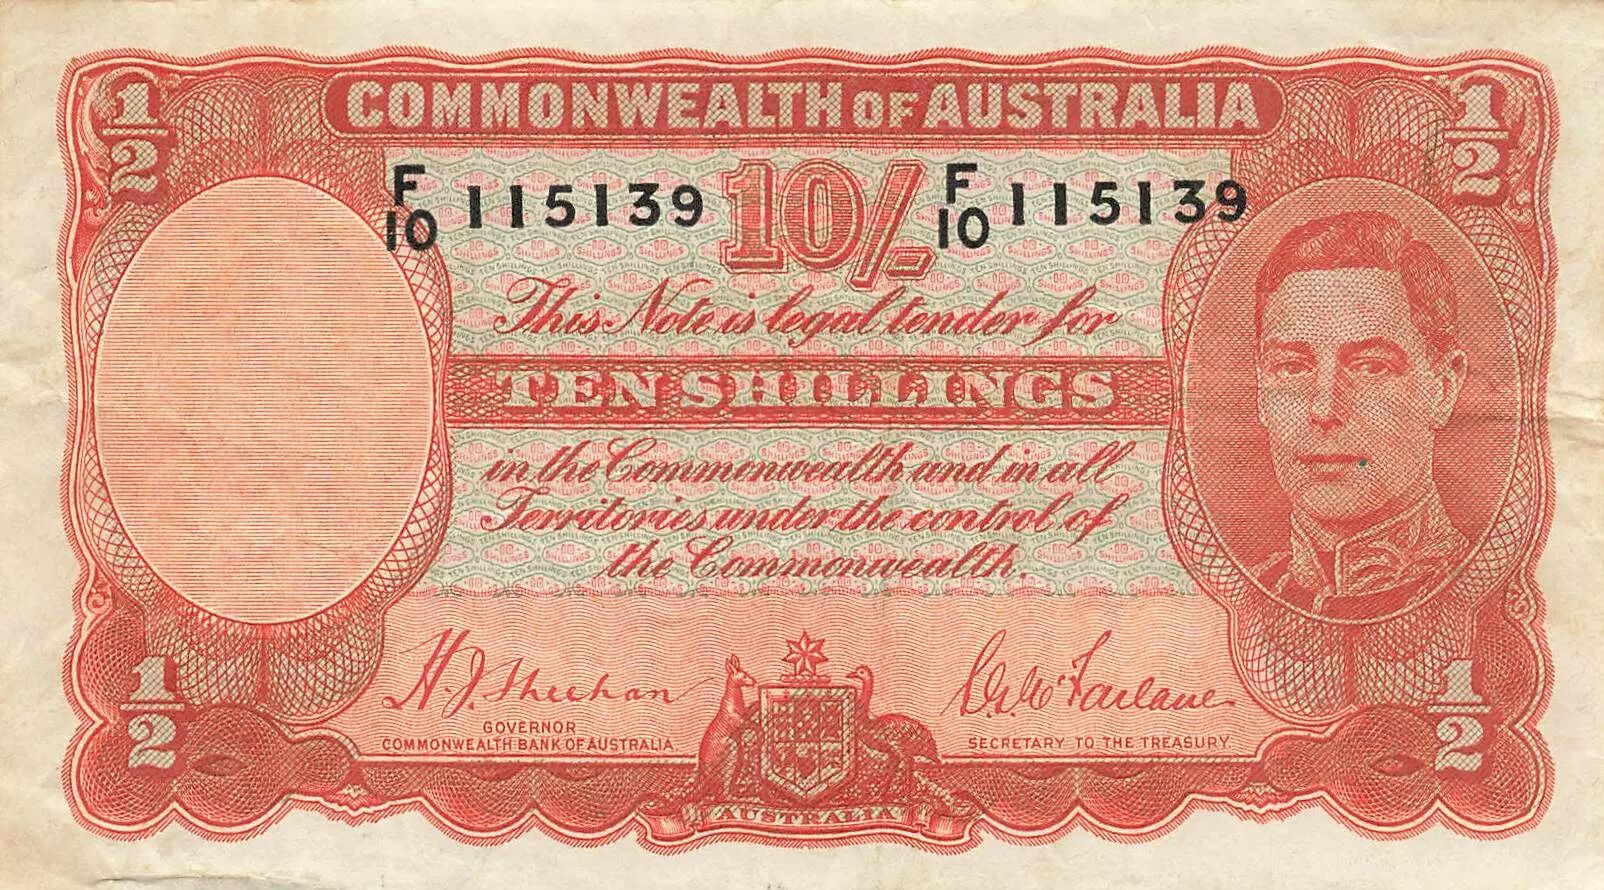 1/2
1/2
COMMONWEALTH OF AUSTRALIA
F/10 115139 10/- F/10 115139
This Note is legal tender for
TEN SHILLINGS
in the Commonwealth and in all
Territories under the control of
the Commonwealth.
H. J. Sheehan
GOVERNOR
COMMONWEALTH BANK OF AUSTRALIA.
McFarlane
SECRETARY TO THE TREASURY.
1/2
1/2
AUSTRALIA